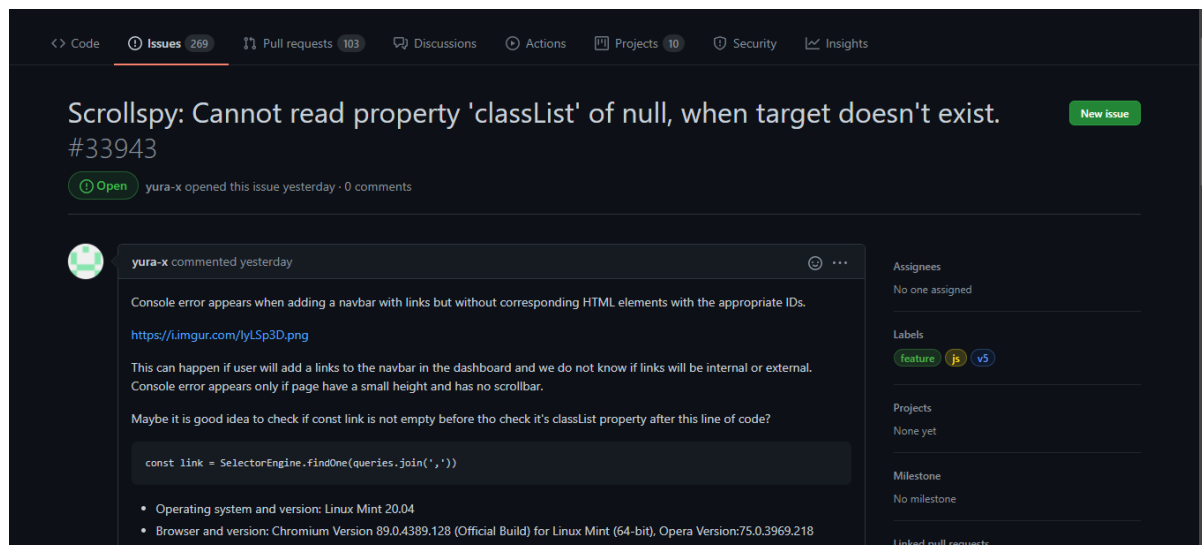 Code Issues 269 Pull requests 103 Discussions Actions Projects 10 Security Insights
Scrollspy: Cannot read property 'classList' of null, when target doesn't exist.
#33943
New issue
Open yura-x opened this issue yesterday · 0 comments
yura-x commented yesterday
Console error appears when adding a navbar with links but without corresponding HTML elements with the appropriate IDs.
https://i.imgur.com/lyLSp3D.png
This can happen if user will add a links to the navbar in the dashboard and we do not know if links will be internal or external.
Console error appears only if page have a small height and has no scrollbar.
Maybe it is good idea to check if const link is not empty before tho check it's classList property after this line of code?
const link = SelectorEngine.findOne(queries.join(','))
• Operating system and version: Linux Mint 20.04
• Browser and version: Chromium Version 89.0.4389.128 (Official Build) for Linux Mint (64-bit), Opera Version:75.0.3969.218
Assignees
No one assigned
Labels
feature js v5
Projects
None yet
Milestone
No milestone
Linked pull requests